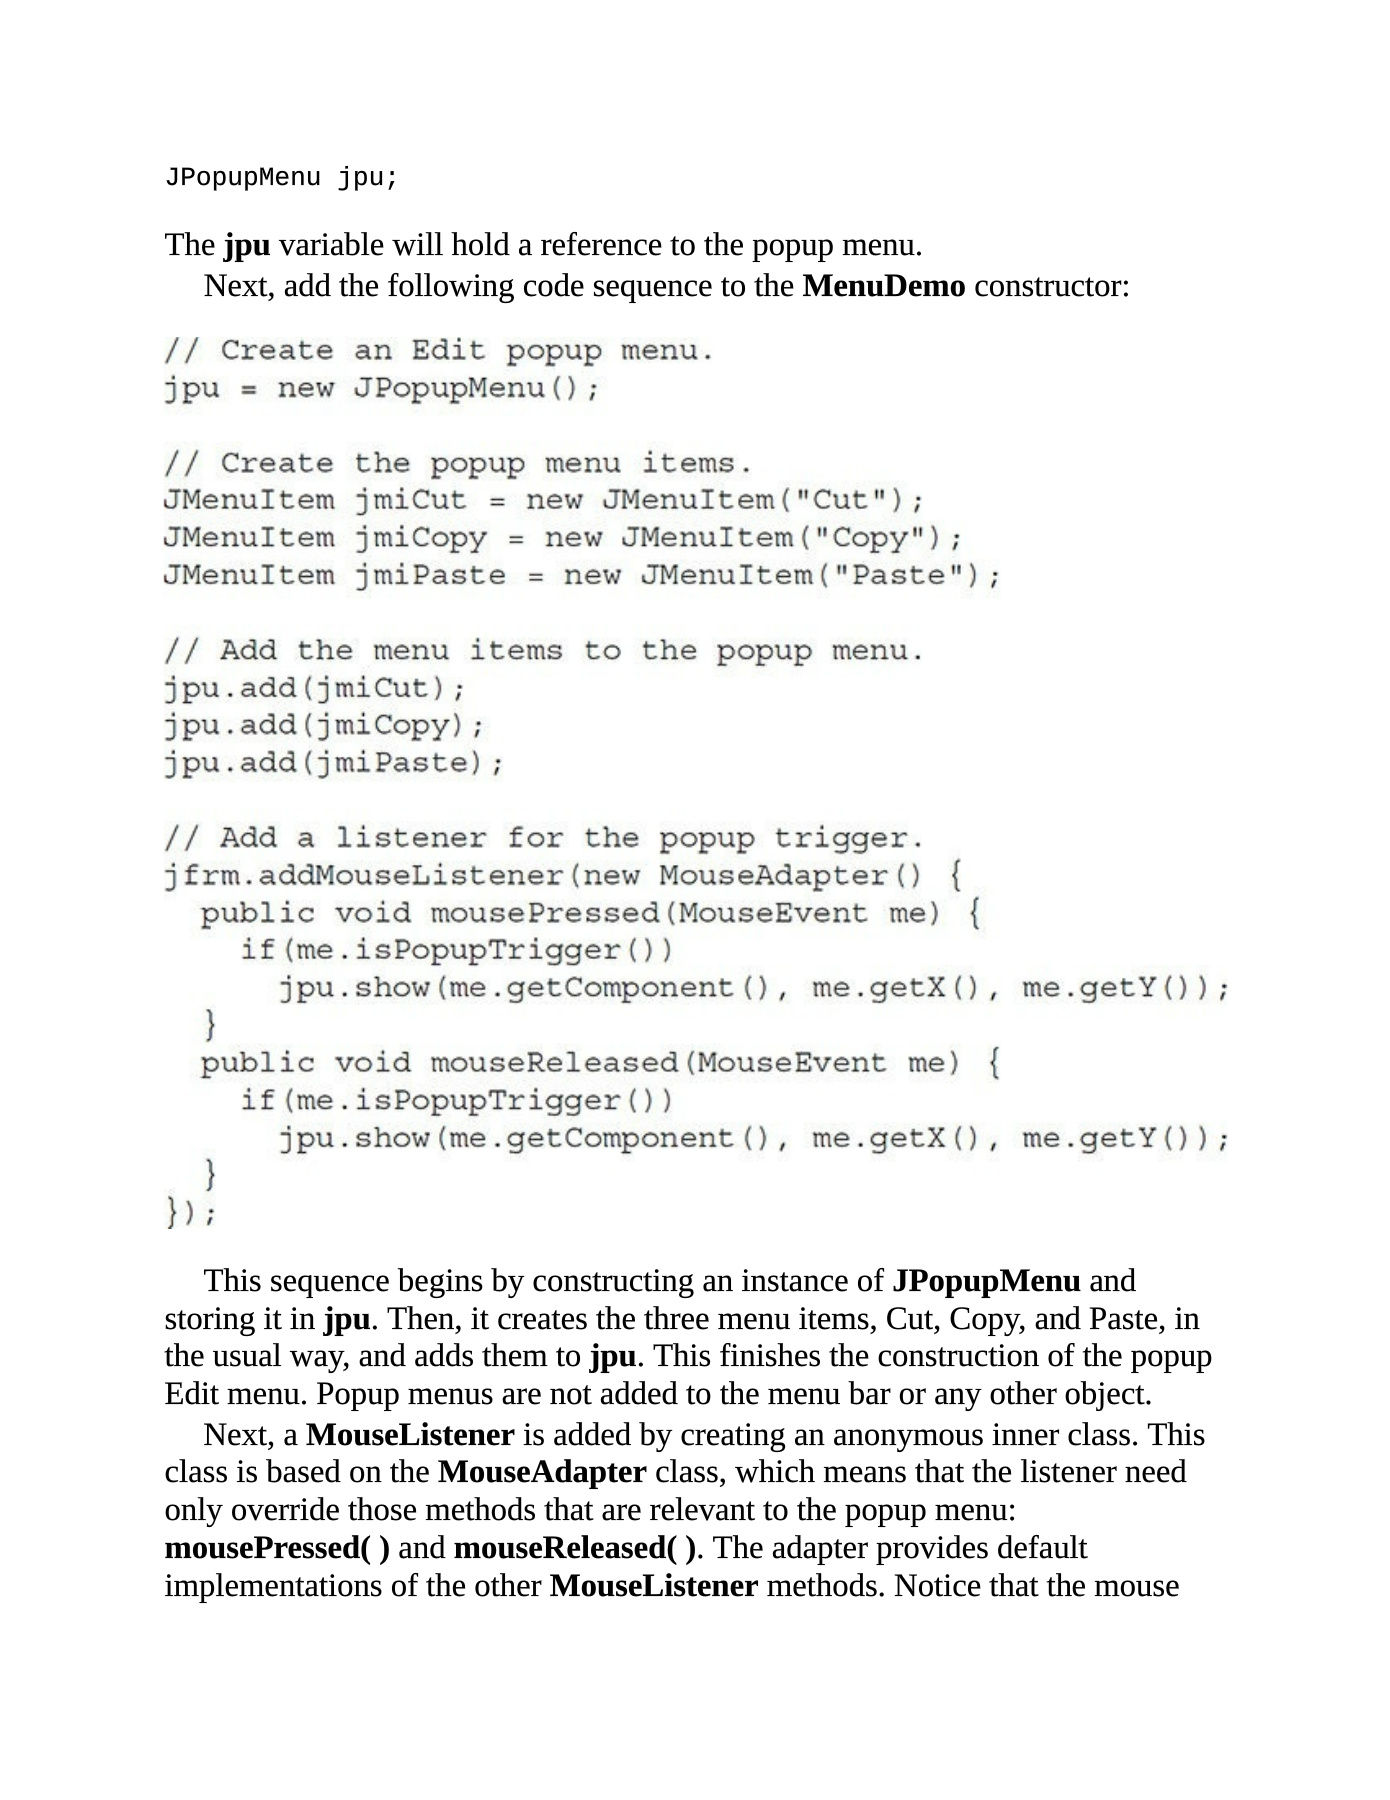 JPopupMenu jpu;
The jpu variable will hold a reference to the popup menu.
Next, add the following code sequence to the MenuDemo constructor:
// Create an Edit popup menu.
jpu = new JPopupMenu();
// Create the popup menu items.
JMenuItem jmiCut = new JMenuItem("Cut");
JMenuItem jmiCopy = new JMenuItem("Copy");
JMenuItem jmiPaste = new JMenuItem("Paste");
// Add the menu items to the popup menu.
jpu.add(jmiCut);
jpu.add(jmiCopy);
jpu.add(jmiPaste);
// Add a listener for the popup trigger.
jfrm.addMouseListener(new MouseAdapter() {
  public void mousePressed(MouseEvent me) {
    if(me.isPopupTrigger())
      jpu.show(me.getComponent(), me.getX(), me.getY());
  }
  public void mouseReleased(MouseEvent me) {
    if(me.isPopupTrigger())
      jpu.show(me.getComponent(), me.getX(), me.getY());
  }
});
This sequence begins by constructing an instance of JPopupMenu and
storing it in jpu. Then, it creates the three menu items, Cut, Copy, and Paste, in
the usual way, and adds them to jpu. This finishes the construction of the popup
Edit menu. Popup menus are not added to the menu bar or any other object.
Next, a MouseListener is added by creating an anonymous inner class. This
class is based on the MouseAdapter class, which means that the listener need
only override those methods that are relevant to the popup menu:
mousePressed( ) and mouseReleased( ). The adapter provides default
implementations of the other MouseListener methods. Notice that the mouse